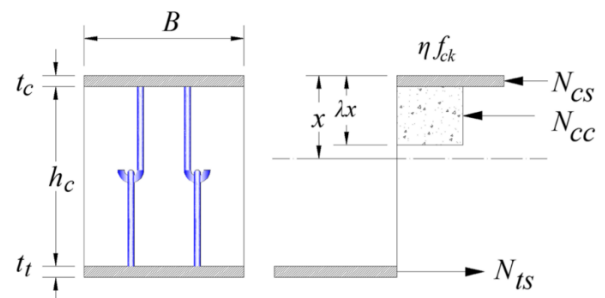 B
η f_ck
t_c
x
λx
N_cs
N_cc
h_c
t_t
N_ts